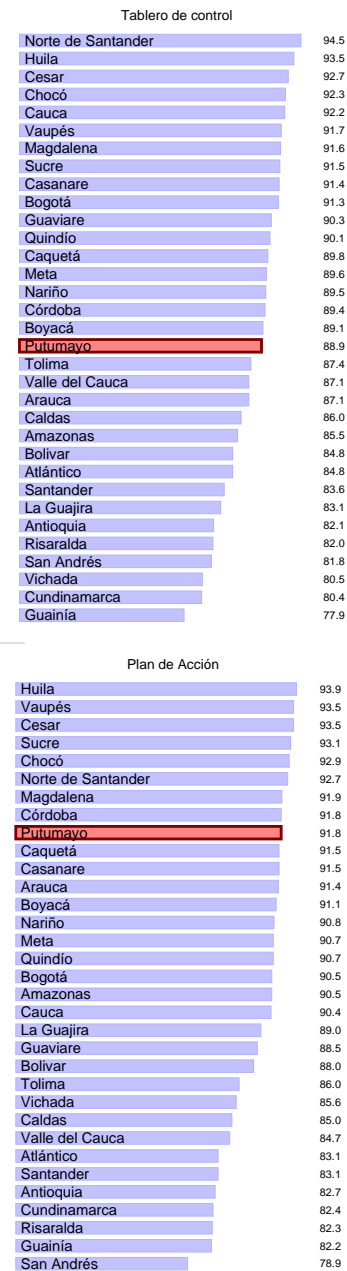 Tablero de control
Norte de Santander 94.5
Huila 93.5
Cesar 92.7
Chocó 92.3
Cauca 92.2
Vaupés 91.7
Magdalena 91.6
Sucre 91.5
Casanare 91.4
Bogotá 91.3
Guaviare 90.3
Quindío 90.1
Caquetá 89.8
Meta 89.6
Nariño 89.5
Córdoba 89.4
Boyacá 89.1
Putumayo 88.9
Tolima 87.4
Valle del Cauca 87.1
Arauca 87.1
Caldas 86.0
Amazonas 85.5
Bolivar 84.8
Atlántico 84.8
Santander 83.6
La Guajira 83.1
Antioquia 82.1
Risaralda 82.0
San Andrés 81.8
Vichada 80.5
Cundinamarca 80.4
Guainía 77.9
Plan de Acción
Huila 93.9
Vaupés 93.5
Cesar 93.5
Sucre 93.1
Chocó 92.9
Norte de Santander 92.7
Magdalena 91.9
Córdoba 91.8
Putumayo 91.8
Caquetá 91.5
Casanare 91.5
Arauca 91.4
Boyacá 91.1
Nariño 90.8
Meta 90.7
Quindío 90.7
Bogotá 90.5
Amazonas 90.5
Cauca 90.4
La Guajira 89.0
Guaviare 88.5
Bolivar 88.0
Tolima 86.0
Vichada 85.6
Caldas 85.0
Valle del Cauca 84.7
Atlántico 83.1
Santander 83.1
Antioquia 82.7
Cundinamarca 82.4
Risaralda 82.3
Guainía 82.2
San Andrés 78.9